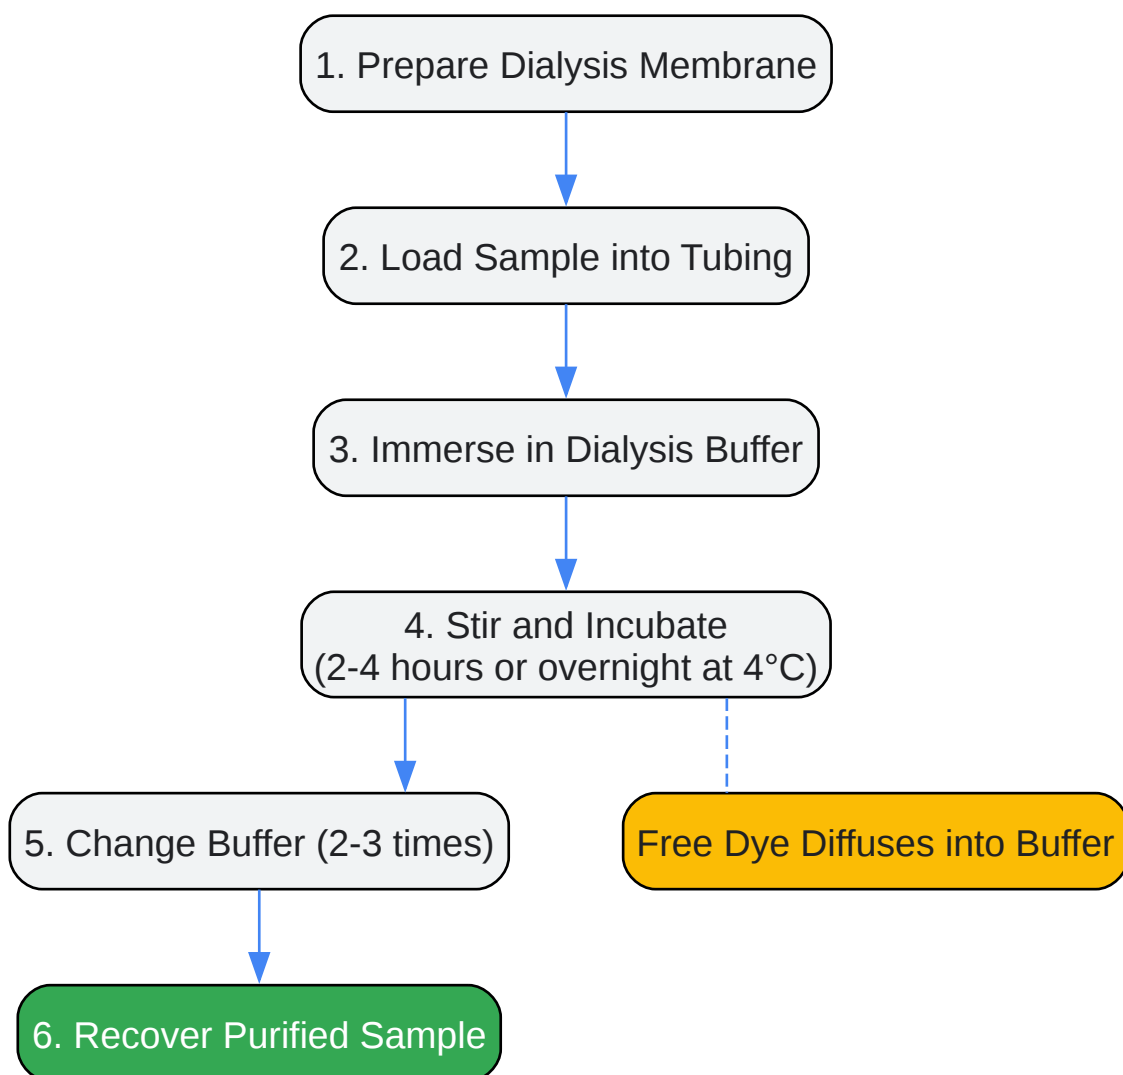 1. Prepare Dialysis Membrane
2. Load Sample into Tubing
3. Immerse in Dialysis Buffer
4. Stir and Incubate
(2-4 hours or overnight at 4°C)
5. Change Buffer (2-3 times)
Free Dye Diffuses into Buffer
6. Recover Purified Sample